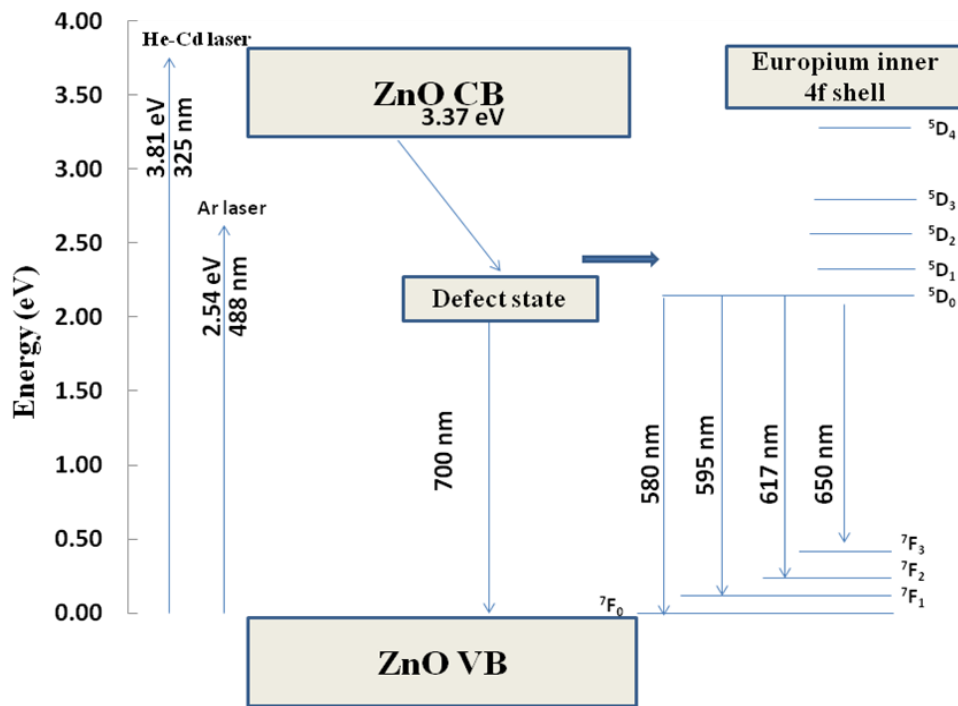 Energy (eV)
4.00
3.50
3.00
2.50
2.00
1.50
1.00
0.50
0.00
He-Cd laser
3.81 eV
325 nm
Ar laser
2.54 eV
488 nm
ZnO CB
3.37 eV
Defect state
700 nm
ZnO VB
Europium inner
4f shell
⁵D₄
⁵D₃
⁵D₂
⁵D₁
⁵D₀
580 nm
595 nm
617 nm
650 nm
⁷F₃
⁷F₂
⁷F₁
⁷F₀